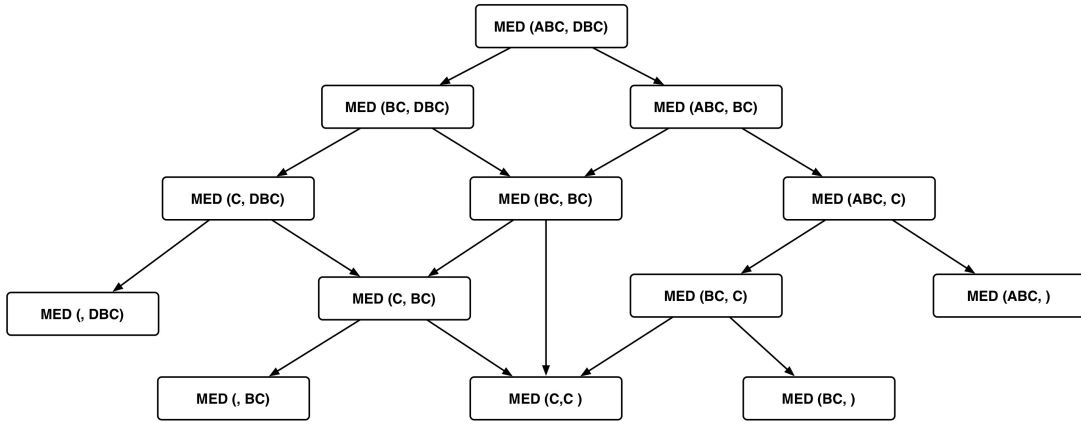 MED (ABC, DBC)
MED (BC, DBC)
MED (ABC, BC)
MED (C, DBC)
MED (BC, BC)
MED (ABC, C)
MED (, DBC)
MED (C, BC)
MED (BC, C)
MED (ABC, )
MED (, BC)
MED (C,C )
MED (BC, )